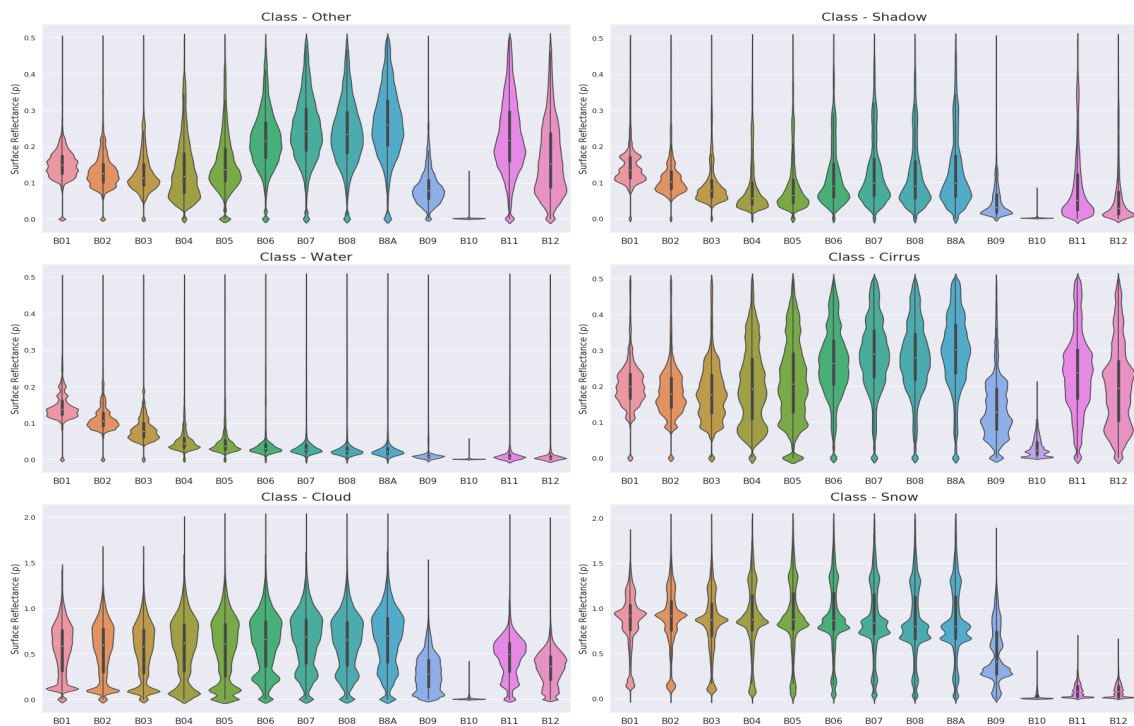 Class - Other
Surface Reflectance (ρ)
0.5
0.4
0.3
0.2
0.1
0.0
B01 B02 B03 B04 B05 B06 B07 B08 B8A B09 B10 B11 B12
Class - Shadow
Surface Reflectance (ρ)
0.5
0.4
0.3
0.2
0.1
0.0
B01 B02 B03 B04 B05 B06 B07 B08 B8A B09 B10 B11 B12
Class - Water
Surface Reflectance (ρ)
0.5
0.4
0.3
0.2
0.1
0.0
B01 B02 B03 B04 B05 B06 B07 B08 B8A B09 B10 B11 B12
Class - Cirrus
Surface Reflectance (ρ)
0.5
0.4
0.3
0.2
0.1
0.0
B01 B02 B03 B04 B05 B06 B07 B08 B8A B09 B10 B11 B12
Class - Cloud
Surface Reflectance (ρ)
2.0
1.5
1.0
0.5
0.0
B01 B02 B03 B04 B05 B06 B07 B08 B8A B09 B10 B11 B12
Class - Snow
Surface Reflectance (ρ)
2.0
1.5
1.0
0.5
0.0
B01 B02 B03 B04 B05 B06 B07 B08 B8A B09 B10 B11 B12